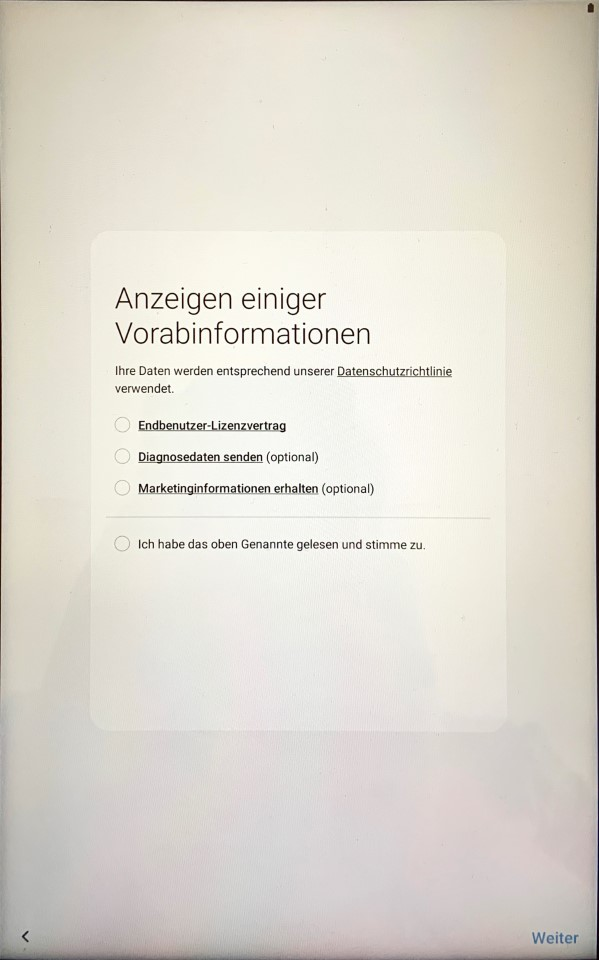 Anzeigen einiger
Vorabinformationen
Ihre Daten werden entsprechend unserer Datenschutzrichtlinie
verwendet.
Endbenutzer-Lizenzvertrag
Diagnosedaten senden (optional)
Marketinginformationen erhalten (optional)
Ich habe das oben Genannte gelesen und stimme zu.
Weiter